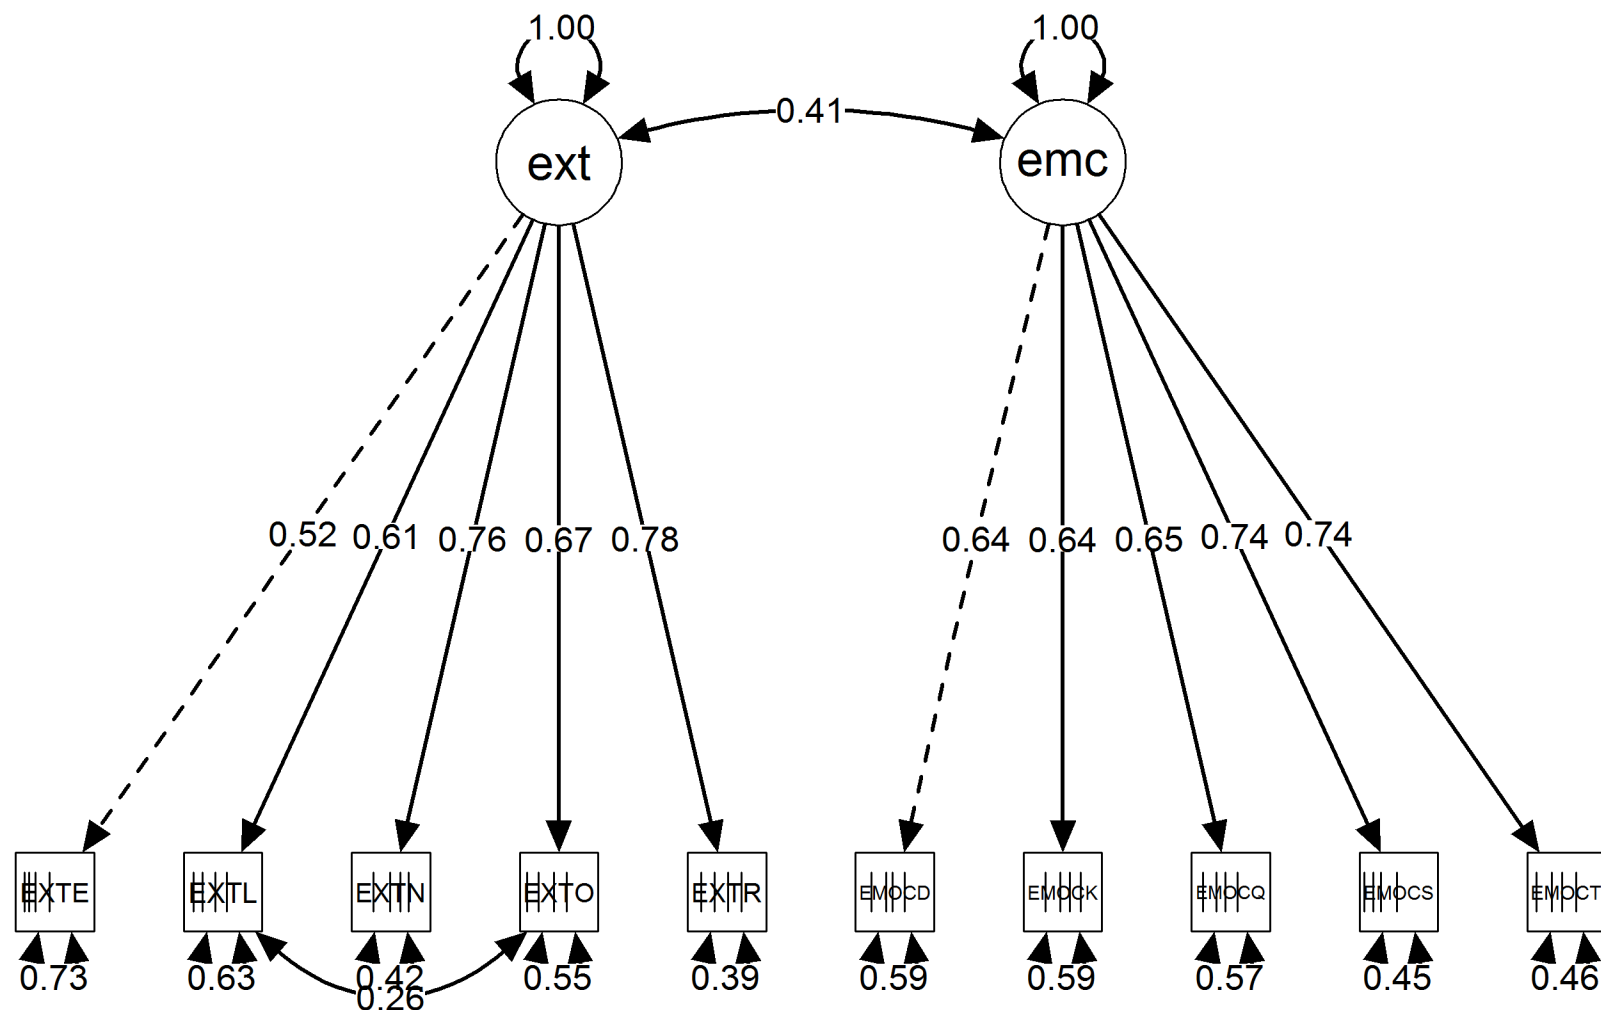 1.00 1.00
0.41
ext emc
0.52 0.61 0.76 0.67 0.78 0.64 0.64 0.65 0.74 0.74
EXTE EXTL EXTN EXTO EXTR EMOCD EMOCK EMOCQ EMOCS EMOCT
0.73 0.63 0.42 0.55 0.39 0.59 0.59 0.57 0.45 0.46
0.26